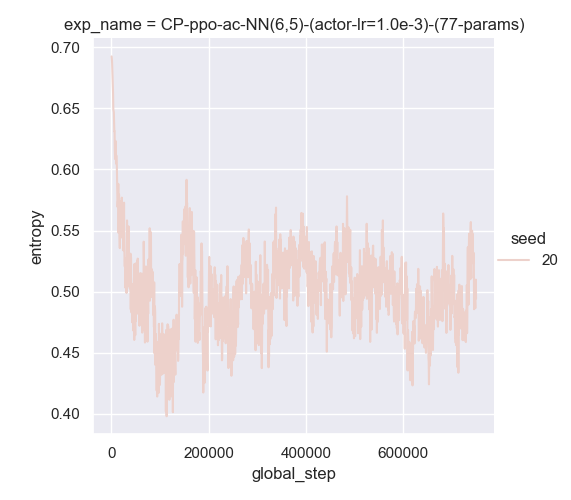 exp_name = CP-ppo-ac-NN(6,5)-(actor-lr=1.0e-3)-(77-params)
0.70
0.65
0.60
0.55
0.50
0.45
0.40
entropy
0 200000 400000 600000
global_step
seed
20